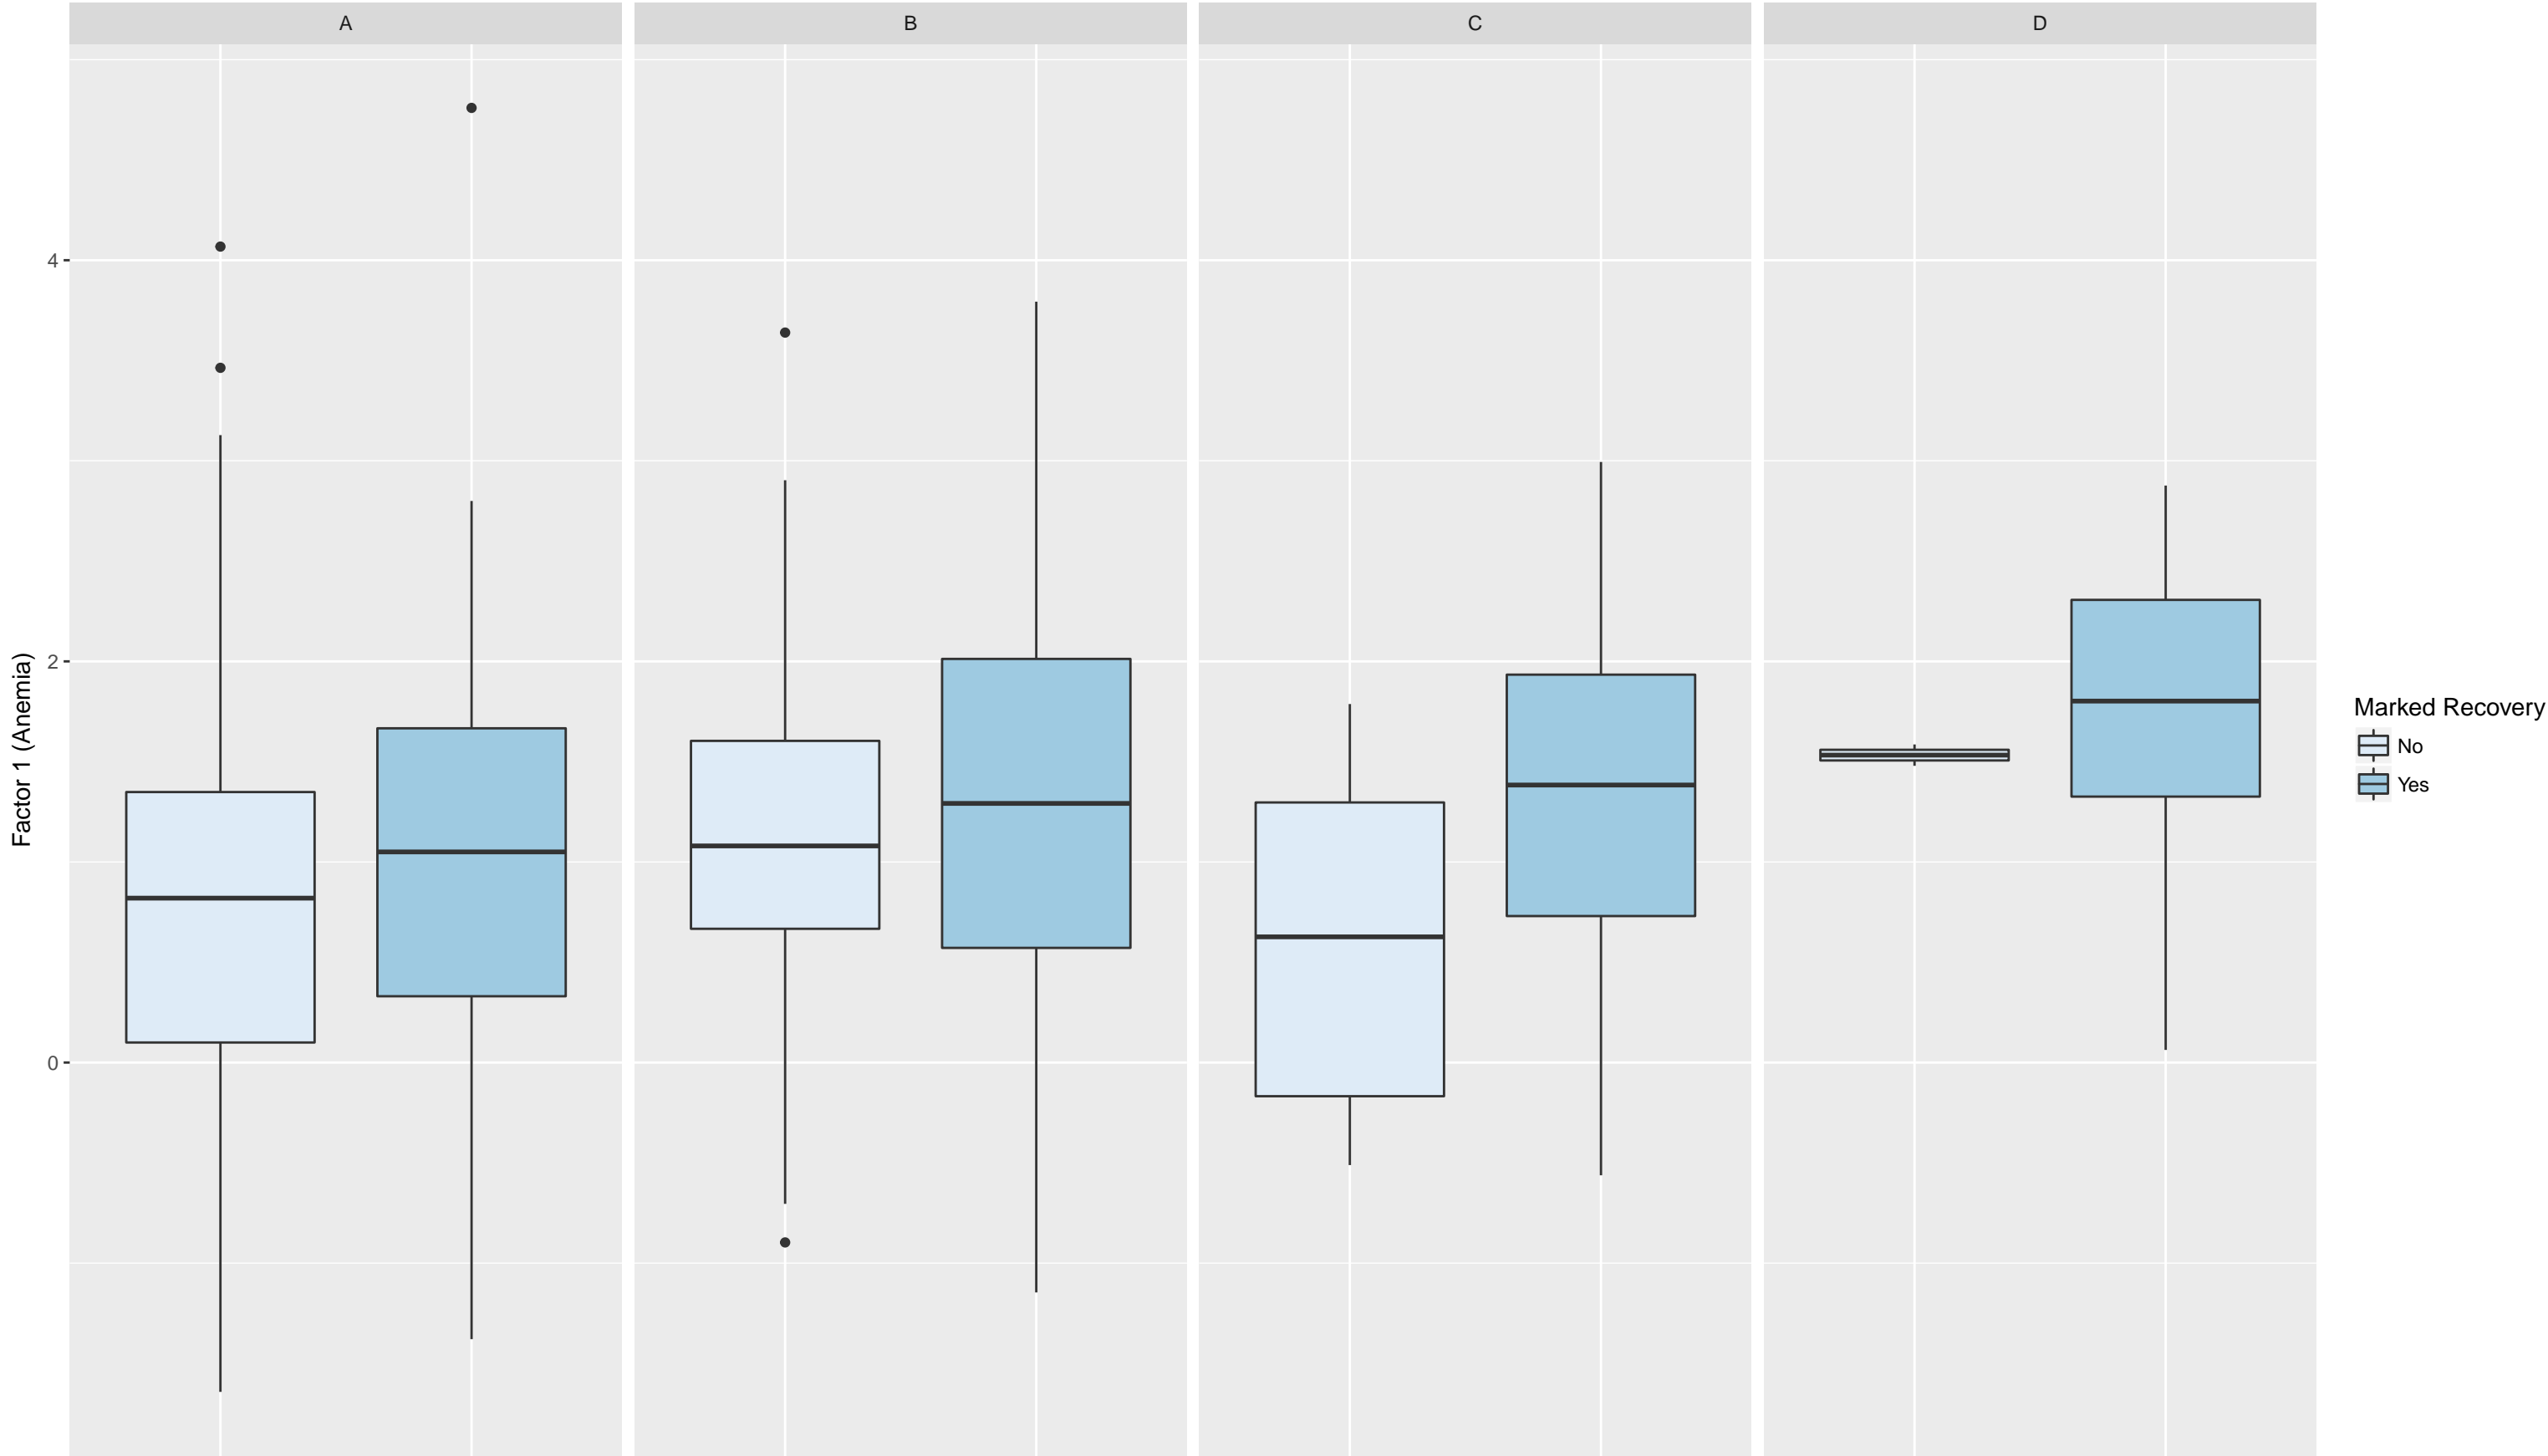 A
B
C
D
4
2
0
Factor 1 (Anemia)
Marked Recovery
No
Yes